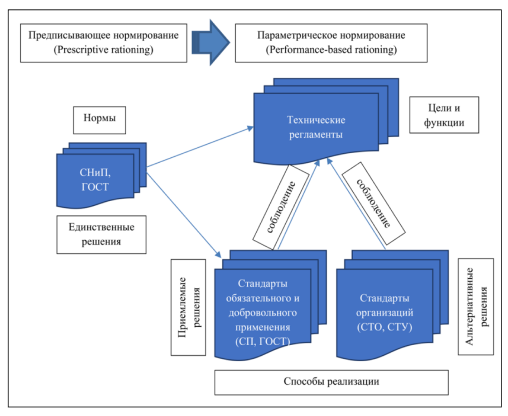 Предписывающее нормирование
(Prescriptive rationing)
Параметрическое нормирование
(Performance-based rationing)
Нормы
Технические
регламенты
Цели и
функции
СНиП,
ГОСТ
Единственные
решения
соблюдение
соблюдение
Приемлемые
решения
Стандарты
обязательного и
добровольного
применения
(СП, ГОСТ)
Стандарты
организаций
(СТО, СТУ)
Альтернативные
решения
Способы реализации